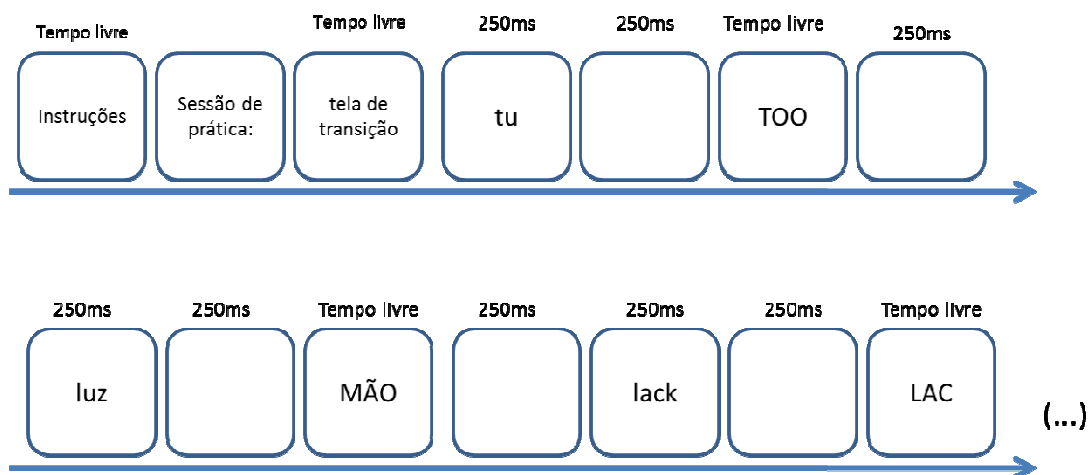 Tempo livre
Tempo livre
250ms
250ms
Tempo livre
250ms
Instruções
Sessão de
prática:
tela de
transição
tu
TOO
250ms
250ms
Tempo livre
250ms
250ms
250ms
Tempo livre
luz
MÃO
lack
LAC
(...)